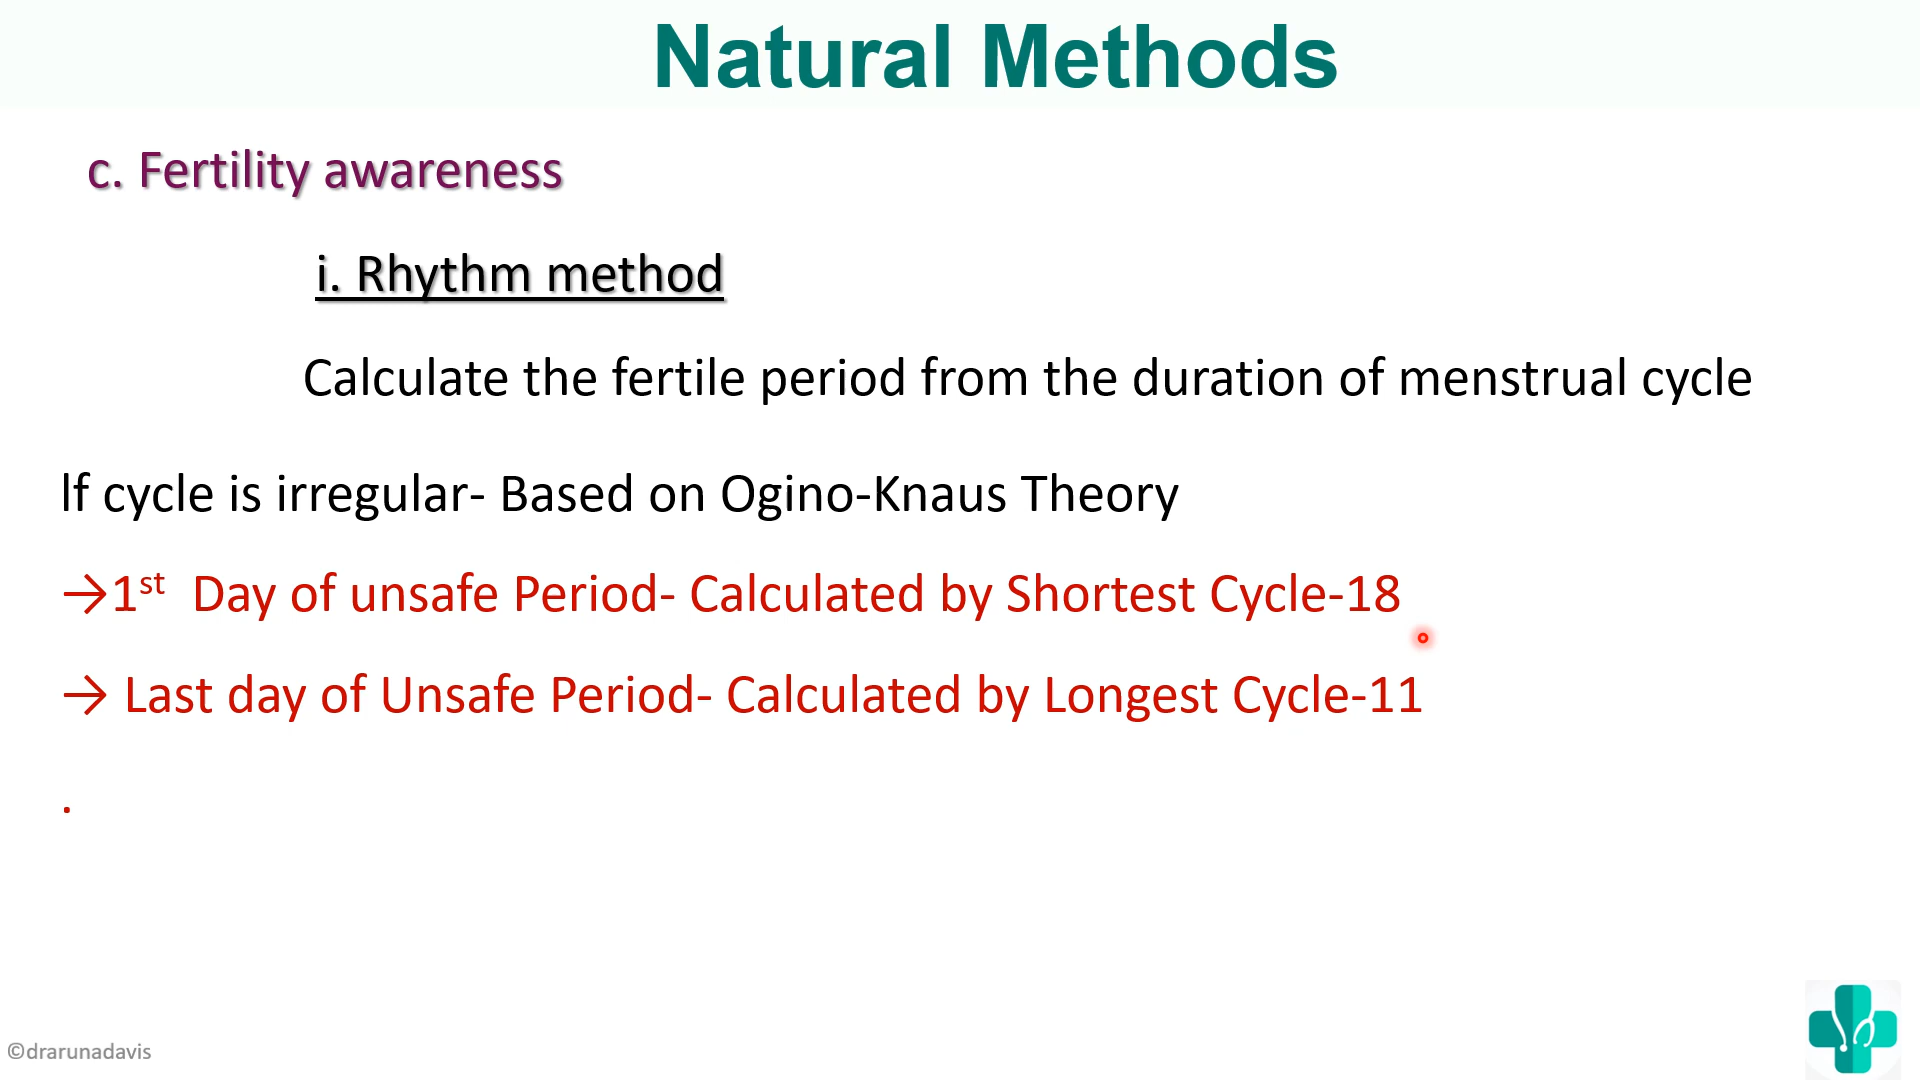 Natural Methods
c. Fertility awareness
i. Rhythm method
Calculate the fertile period from the duration of menstrual cycle
If cycle is irregular- Based on Ogino-Knaus Theory
→1st Day of unsafe Period- Calculated by Shortest Cycle-18
→ Last day of Unsafe Period- Calculated by Longest Cycle-11
.
©drarunadavis